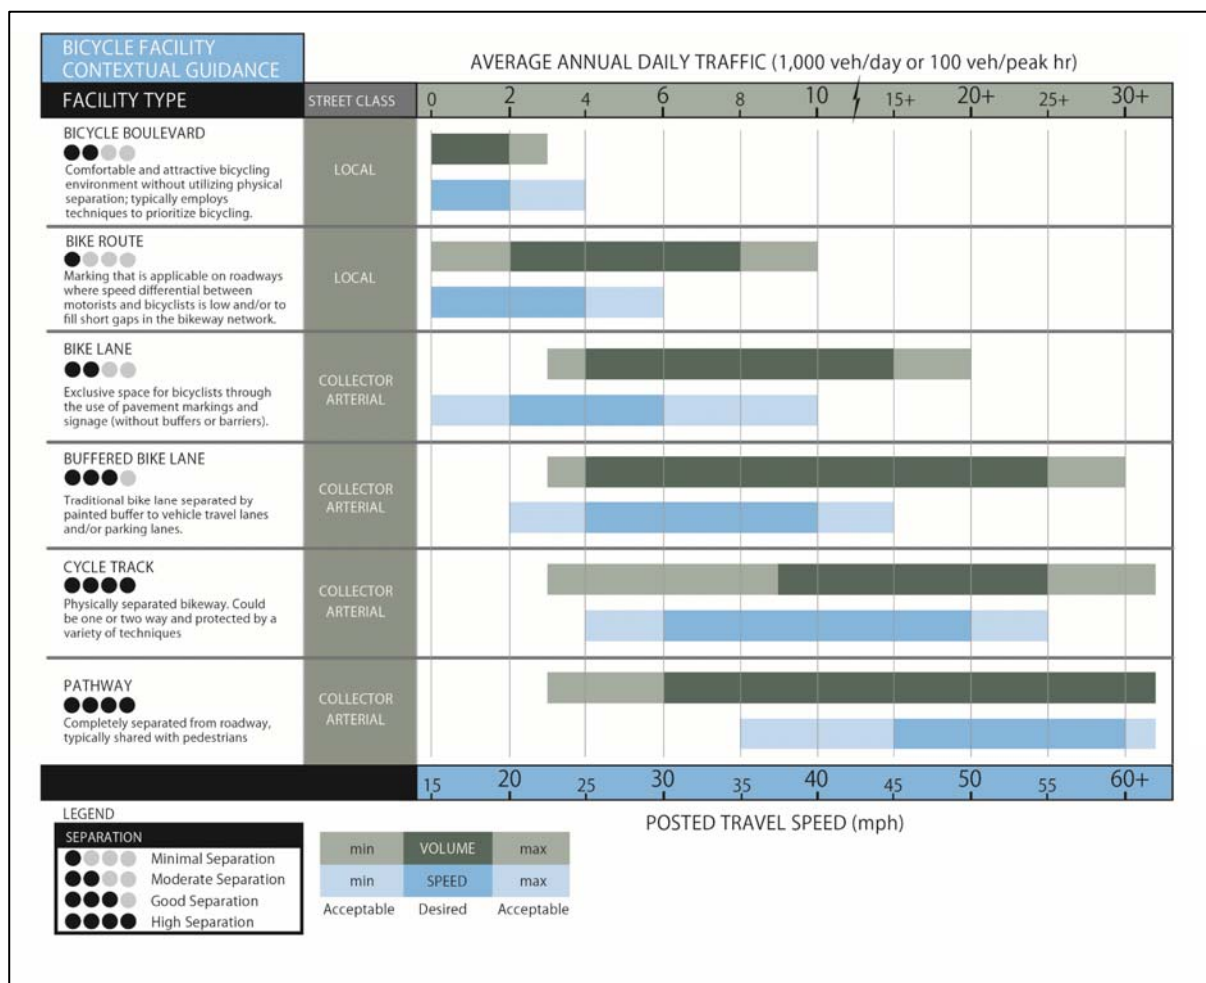 BICYCLE FACILITY
CONTEXTUAL GUIDANCE
AVERAGE ANNUAL DAILY TRAFFIC (1,000 veh/day or 100 veh/peak hr)
FACILITY TYPE STREET CLASS 0 2 4 6 8 10 15+ 20+ 25+ 30+
BICYCLE BOULEVARD
Comfortable and attractive bicycling
environment without utilizing physical
separation; typically employs
techniques to prioritize bicycling.
LOCAL
BIKE ROUTE
Marking that is applicable on roadways
where speed differential between
motorists and bicyclists is low and/or to
fill short gaps in the bikeway network.
LOCAL
BIKE LANE
Exclusive space for bicyclists through
the use of pavement markings and
signage (without buffers or barriers).
COLLECTOR
ARTERIAL
BUFFERED BIKE LANE
Traditional bike lane separated by
painted buffer to vehicle travel lanes
and/or parking lanes.
COLLECTOR
ARTERIAL
CYCLE TRACK
Physically separated bikeway. Could
be one or two way and protected by a
variety of techniques
COLLECTOR
ARTERIAL
PATHWAY
Completely separated from roadway,
typically shared with pedestrians
COLLECTOR
ARTERIAL
15 20 25 30 35 40 45 50 55 60+
POSTED TRAVEL SPEED (mph)
LEGEND
SEPARATION
Minimal Separation
Moderate Separation
Good Separation
High Separation
min VOLUME max
min SPEED max
Acceptable Desired Acceptable